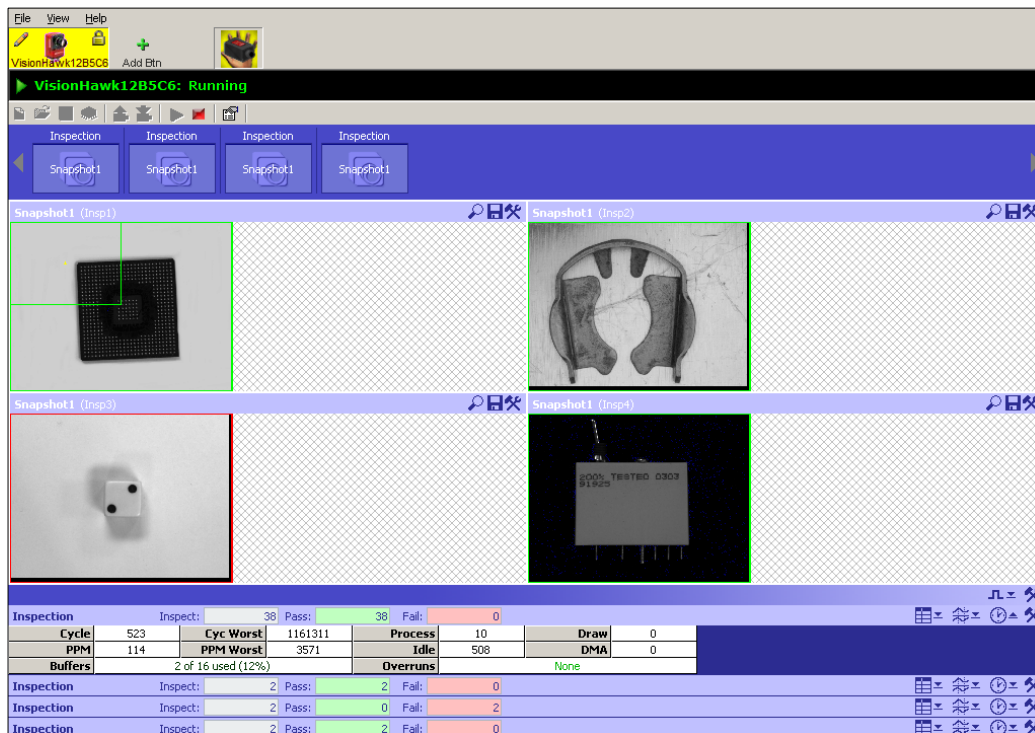 File View Help
VisionHawk12B5C6 Add Btn
VisionHawk12B5C6: Running
Inspection Inspection Inspection Inspection
Snapshot1 Snapshot1 Snapshot1 Snapshot1
Snapshot1 (Insp1) Snapshot1 (Insp2)
Snapshot1 (Insp3) Snapshot1 (Insp4)
200% TESTED 0303
91925
Inspection Inspect: 38 Pass: 38 Fail: 0
Cycle 523 Cyc Worst 1161311 Process 10 Draw 0
PPM 114 PPM Worst 3571 Idle 508 DMA 0
Buffers 2 of 16 used (12%) Overruns None
Inspection Inspect: 2 Pass: 2 Fail: 0
Inspection Inspect: 2 Pass: 0 Fail: 2
Inspection Inspect: 2 Pass: 2 Fail: 0